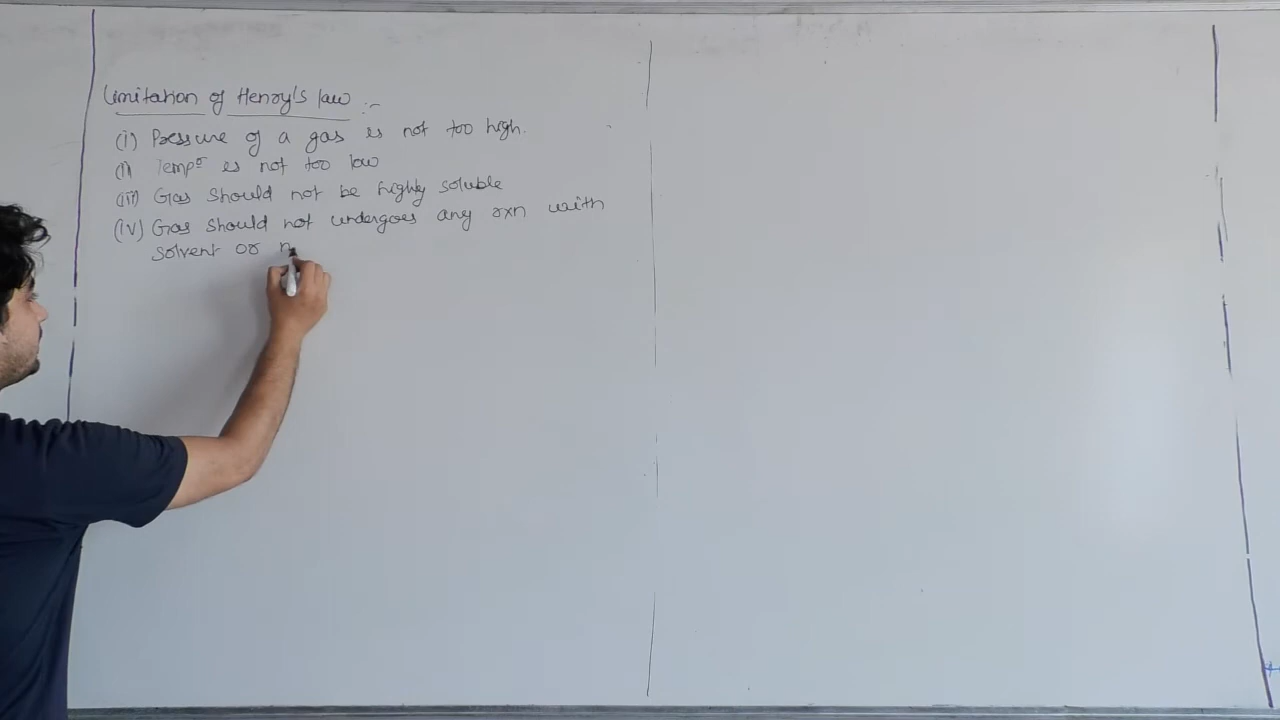 Limitation of Henry's law :-
(i) Pressure of a gas is not too high.
(ii) Temp^r is not too low
(iii) Gas should not be highly soluble
(iv) Gas should not undergoes any rxn with
solvent or n